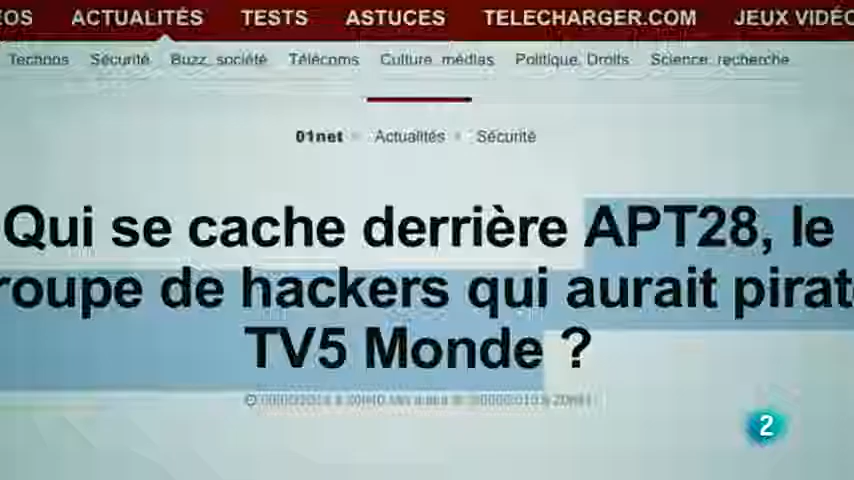 ÉOS ACTUALITÉS TESTS ASTUCES TELECHARGER.COM JEUX VIDÉO
Technos Sécurité Buzz, société Télécoms Culture, médias Politique, Droits Science, recherche
01net Actualités Sécurité
Qui se cache derrière APT28, le
roupe de hackers qui aurait pirat
TV5 Monde ?
2